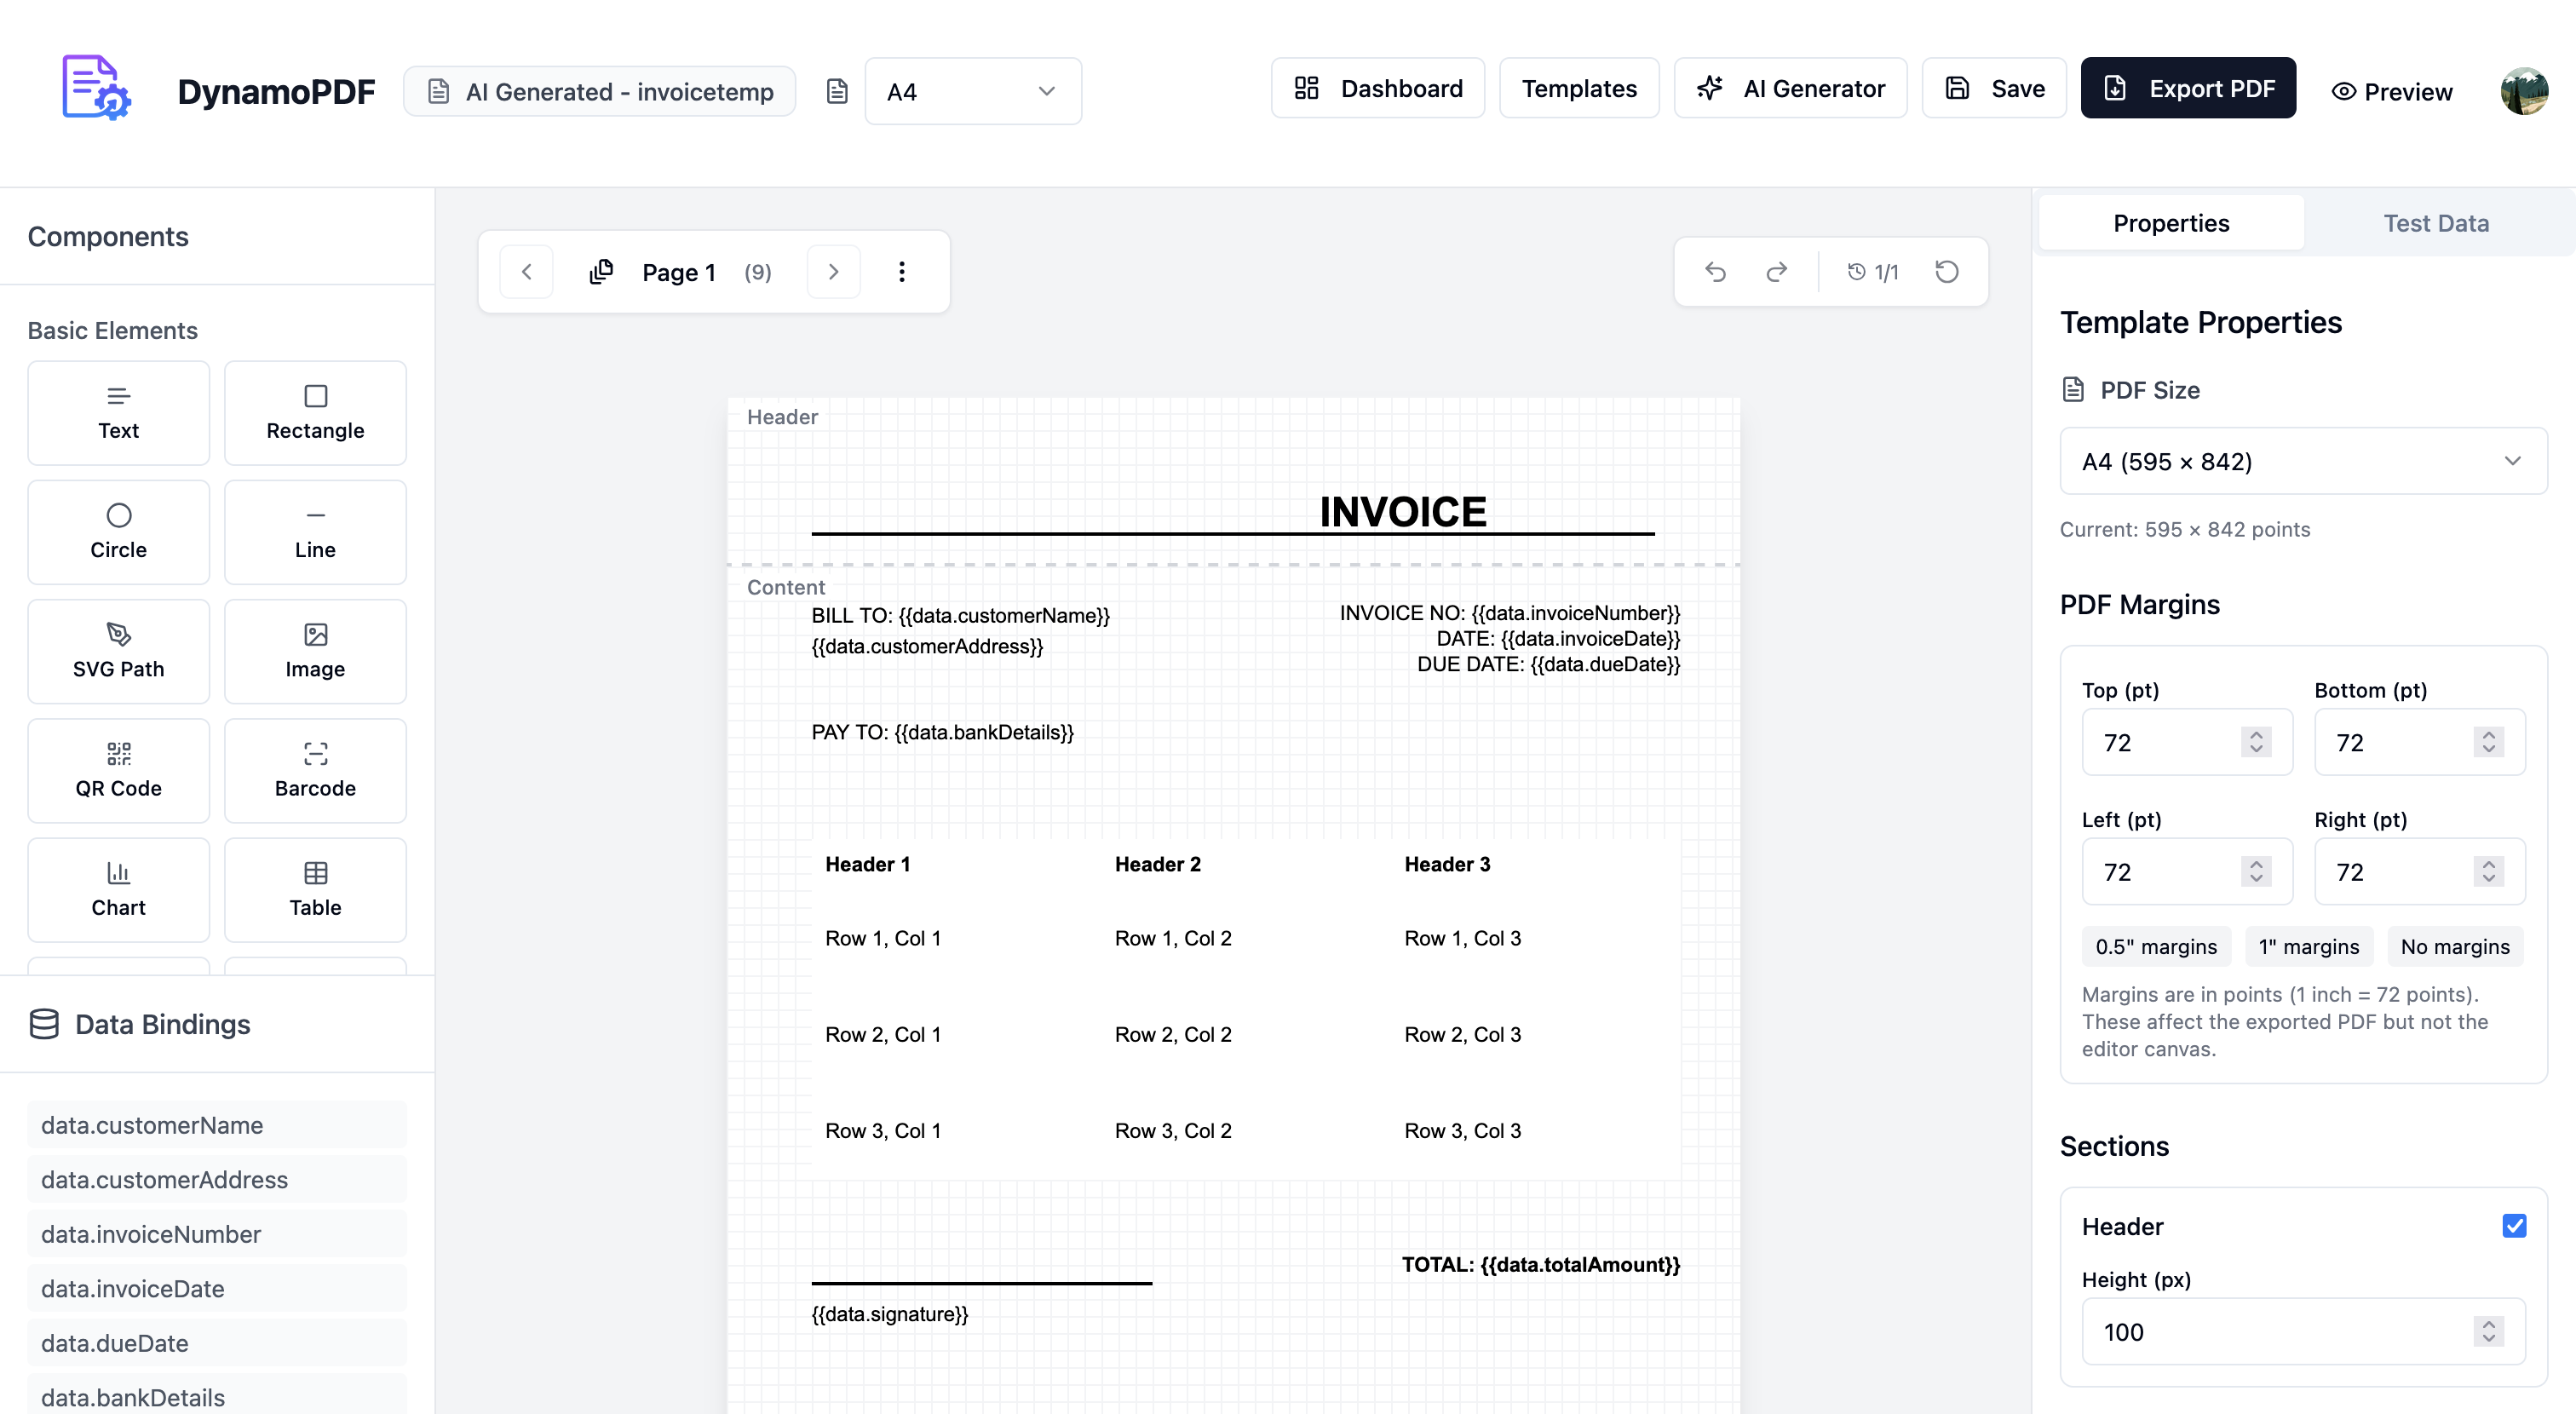 DynamoPDF
AI Generated - invoicetemp
A4
Dashboard
Templates
AI Generator
Save
Export PDF
Preview
Components
Basic Elements
Text
Rectangle
Circle
Line
SVG Path
Image
QR Code
Barcode
Chart
Table
Data Bindings
data.customerName
data.customerAddress
data.invoiceNumber
data.invoiceDate
data.dueDate
data.bankDetails
Page 1 (9)
1/1
Header
INVOICE
Content
BILL TO: {{data.customerName}}
{{data.customerAddress}}
INVOICE NO: {{data.invoiceNumber}}
DATE: {{data.invoiceDate}}
DUE DATE: {{data.dueDate}}
PAY TO: {{data.bankDetails}}
Header 1 Header 2 Header 3
Row 1, Col 1 Row 1, Col 2 Row 1, Col 3
Row 2, Col 1 Row 2, Col 2 Row 2, Col 3
Row 3, Col 1 Row 3, Col 2 Row 3, Col 3
TOTAL: {{data.totalAmount}}
{{data.signature}}
Properties
Test Data
Template Properties
PDF Size
A4 (595 × 842)
Current: 595 × 842 points
PDF Margins
Top (pt) Bottom (pt)
72 72
Left (pt) Right (pt)
72 72
0.5" margins 1" margins No margins
Margins are in points (1 inch = 72 points).
These affect the exported PDF but not the
editor canvas.
Sections
Header
Height (px)
100